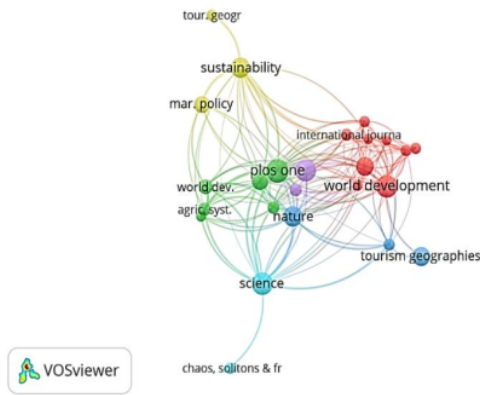 tour. geogr
sustainability
mar. policy
international journa
plos one
world dev.
world development
agric. syst.
nature
tourism geographies
science
chaos, solitons & fr
VOSviewer